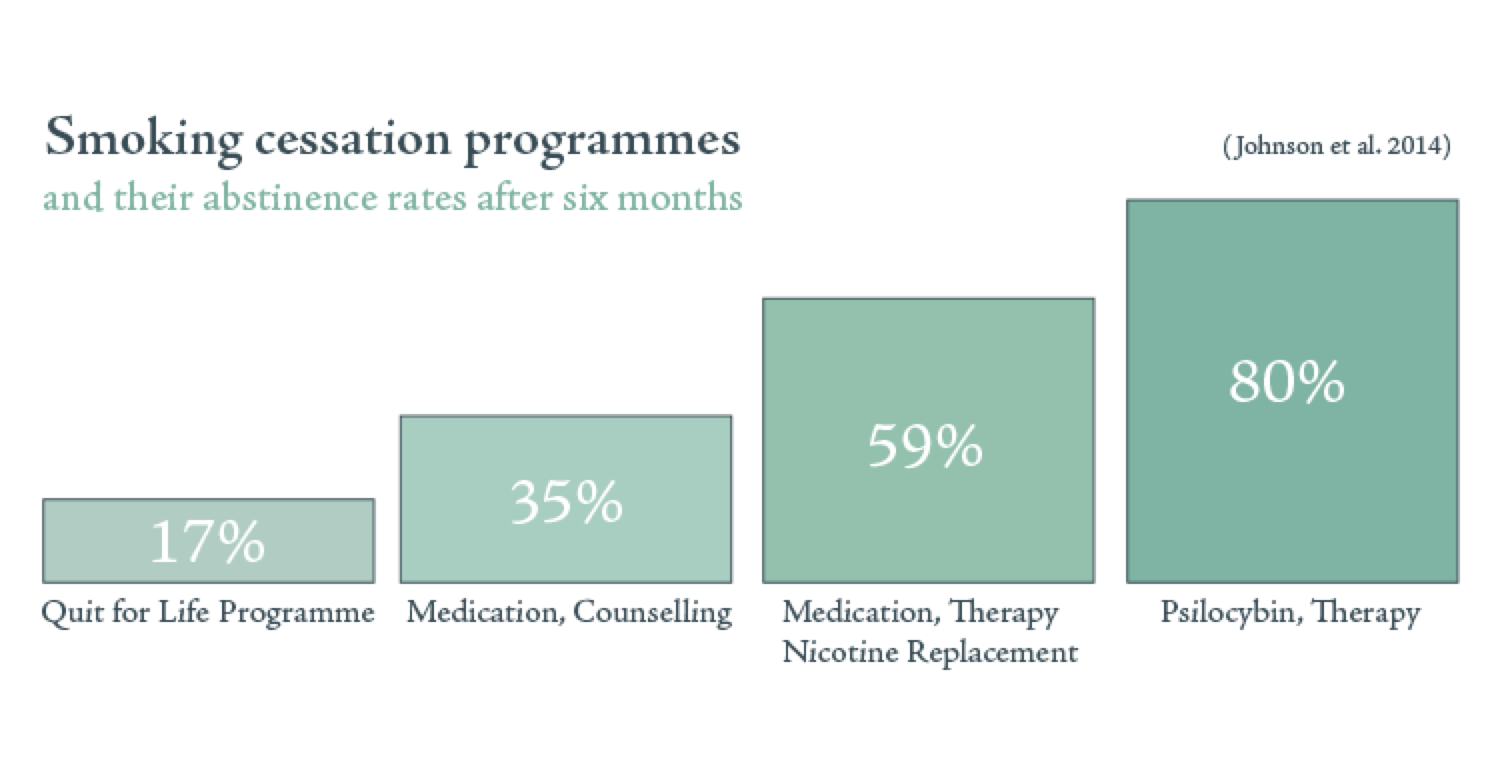 Smoking cessation programmes
and their abstinence rates after six months
(Johnson et al. 2014)
17%
35%
59%
80%
Quit for Life Programme
Medication, Counselling
Medication, Therapy
Nicotine Replacement
Psilocybin, Therapy